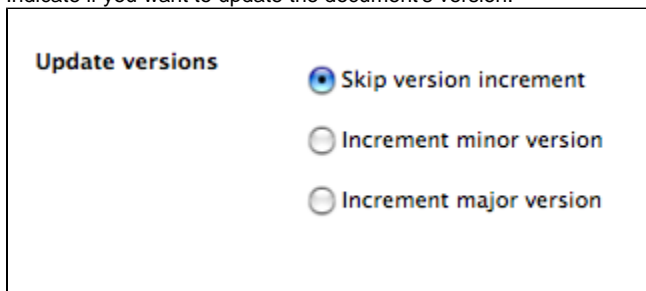 Indicate if you want to update the document's version.
Update versions
Skip version increment
Increment minor version
Increment major version